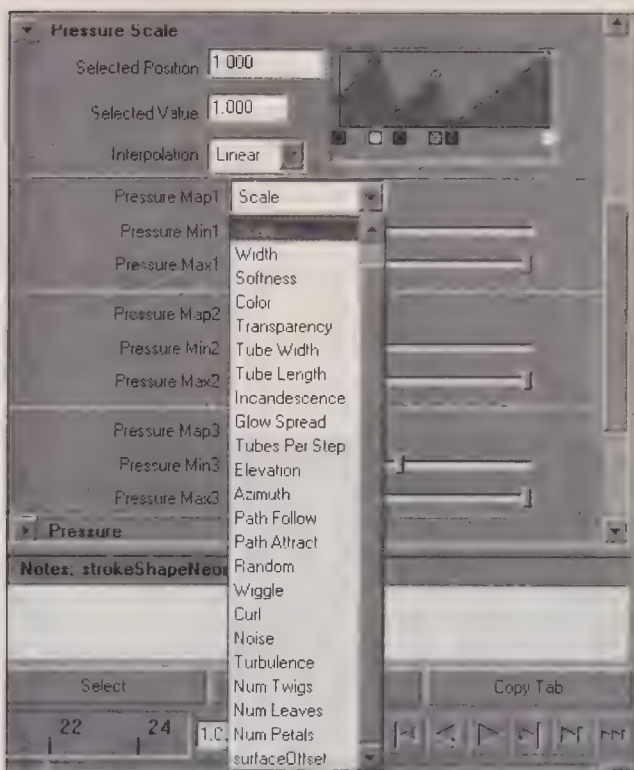 Pressure Scale
Selected Position 1.000
Selected Value 1.000
Interpolation Linear
Pressure Map1 Scale
Pressure Min1
Pressure Max1
Pressure Map2
Pressure Min2
Pressure Max2
Pressure Map3
Pressure Min3
Pressure Max3
Width
Softness
Color
Transparency
Tube Width
Tube Length
Incandescence
Glow Spread
Tubes Per Step
Elevation
Azimuth
Path Follow
Path Attract
Random
Wiggle
Curl
Noise
Turbulence
Num Twigs
Num Leaves
Num Petals
surfaceOffset
Pressure
Notes: strokeShapeNeo
Select
Copy Tab
22 24